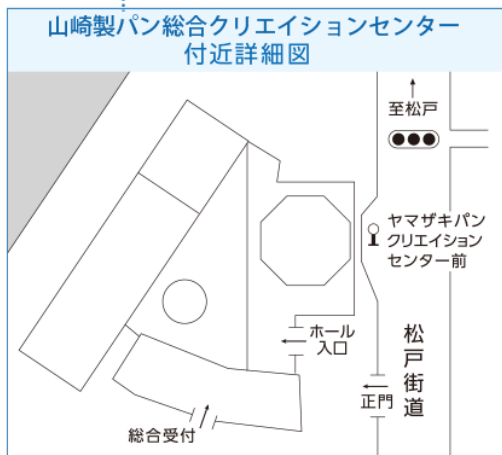 山崎製パン総合クリエイションセンター
付近詳細図
至松戸
ヤマザキパン
クリエイション
センター前
ホール
入口
松戸街道
正門
総合受付